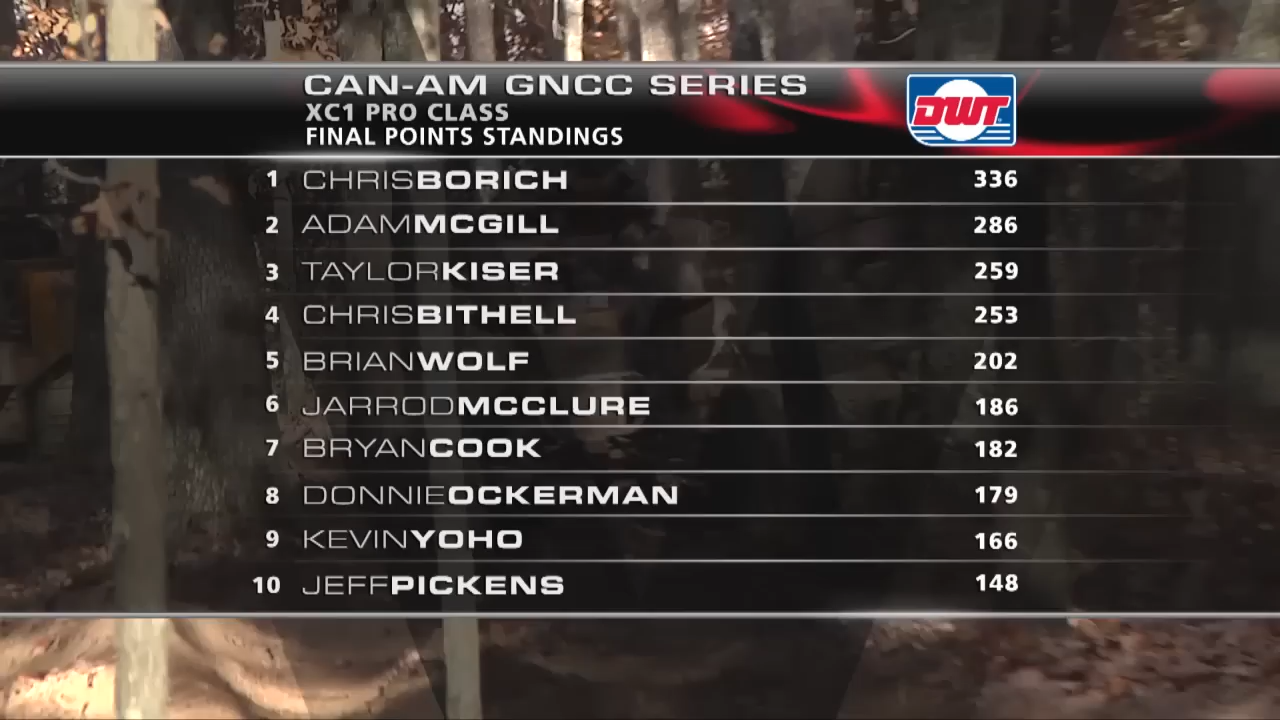 CAN-AM GNCC SERIES
XC1 PRO CLASS
FINAL POINTS STANDINGS
DWT
1 CHRISBORICH 336
2 ADAMMCGILL 286
3 TAYLORKISER 259
4 CHRISBITHELL 253
5 BRIANWOLF 202
6 JARRODMCCLURE 186
7 BRYANCOOK 182
8 DONNIEOCKERMAN 179
9 KEVINYOHO 166
10 JEFFPICKENS 148